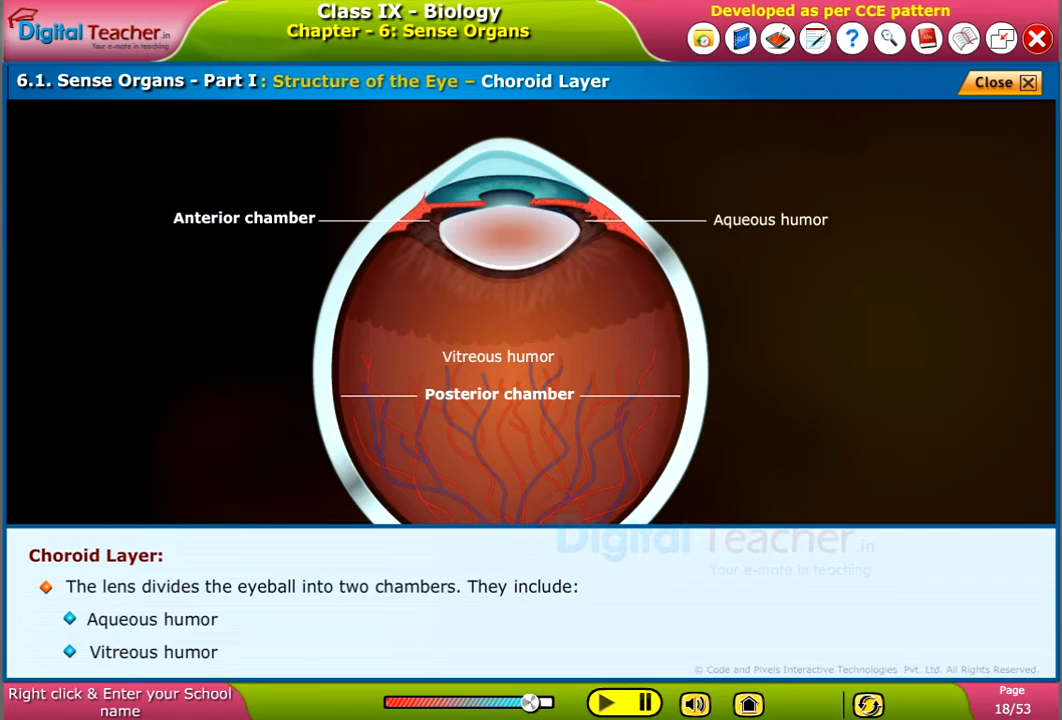 Class IX - Biology
Chapter - 6: Sense Organs
Digital Teacher.in
Your e-mate in teaching
Developed as per CCE pattern
Ref
?
6.1. Sense Organs - Part I : Structure of the Eye – Choroid Layer
Close
Anterior chamber
Aqueous humor
Vitreous humor
Posterior chamber
Digital Teacher.in
Your e-mate in teaching
Choroid Layer:
The lens divides the eyeball into two chambers. They include:
Aqueous humor
Vitreous humor
© Code and Pixels Interactive Technologies Pvt. Ltd. All Rights Reserved.
Right click & Enter your School
name
Page
18/53